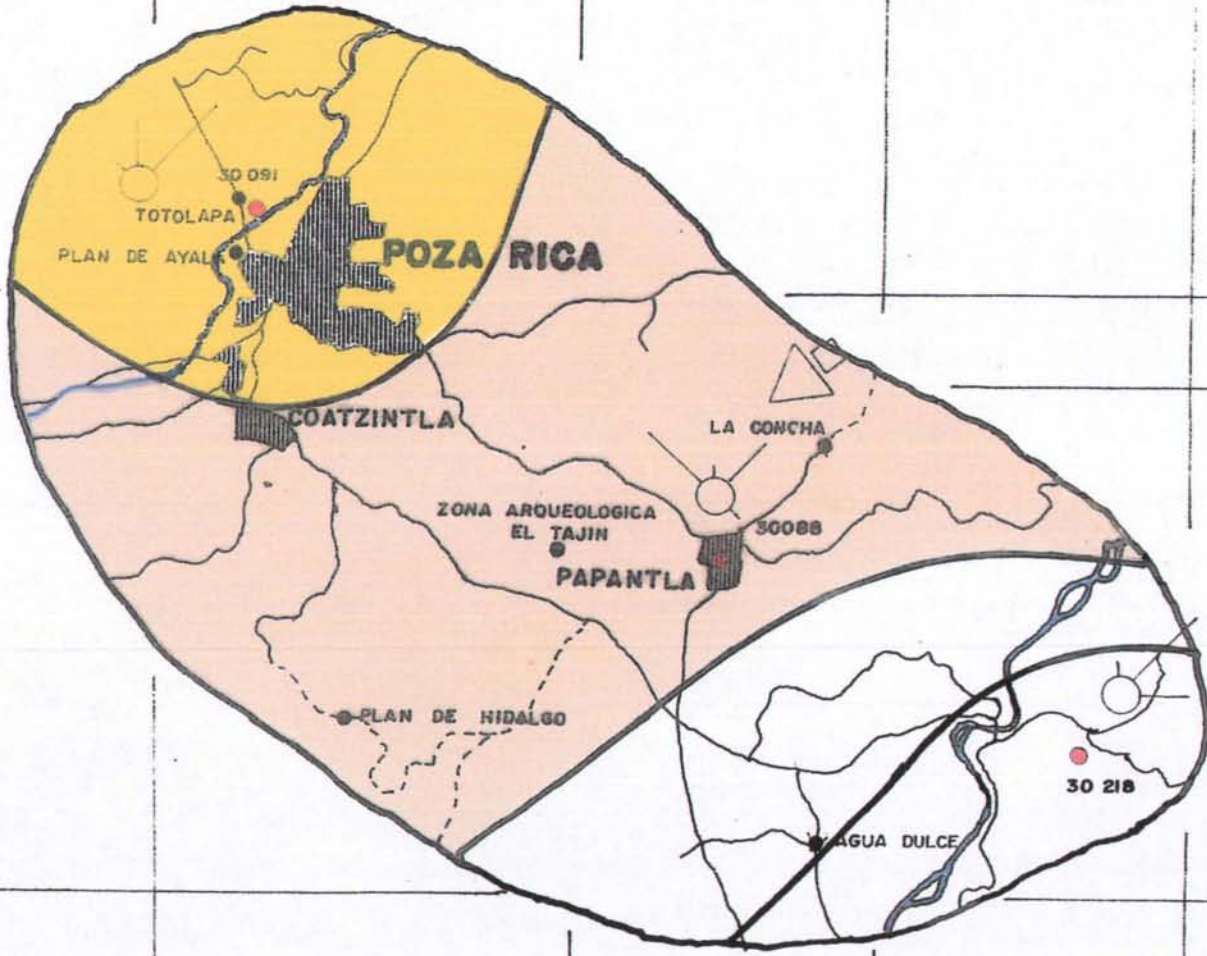 30 091
TOTOLAPA
PLAN DE AYALA
POZA RICA
COATZINTLA
LA CONCHA
ZONA ARQUEOLOGICA
EL TAJIN
30088
PAPANTLA
PLAN DE HIDALGO
30 218
AGUA DULCE